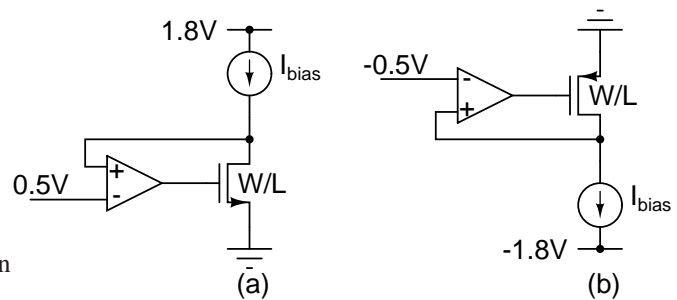 1.8V
I_bias
+
-
0.5V
W/L
(a)
-0.5V
-
+
W/L
I_bias
-1.8V
(b)
n